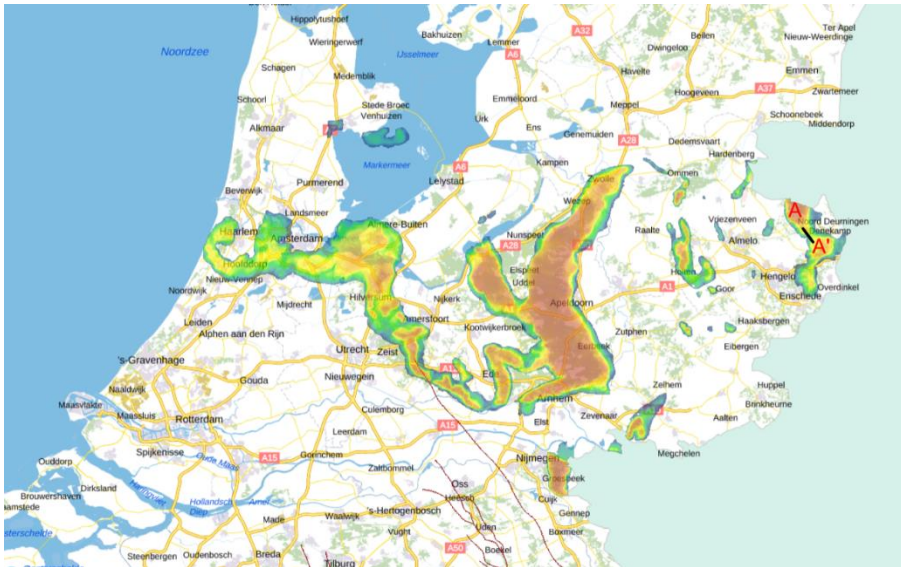 Hippolytushoef
Bakhuizen
Lemmer
A32
Beilen
Ter Apel
Nieuw-Weerdinge
Noordzee
Wieringerwerf
IJsselmeer
A6
Dwingeloo
Schagen
Medemblik
Havelte
Emmen
Schoorl
Stede Broec
Venhuizen
Emmeloord
Meppel
Hoogeveen
A37
Zwartemeer
Alkmaar
Urk
Ens
Genemuiden
A28
Dedemsvaart
Schoonebeek
Middendorp
Markermeer
A6
Kampen
Hardenberg
Beverwijk
Purmerend
Lelystad
Zwolle
Ommen
Landsmeer
Wezep
Haarlem
Amsterdam
Almere-Buiten
Nunspeet
Raalte
Vriezenveen
A
Noord Deurningen
Denekamp
Hoofddorp
A28
Elspeet
Uddel
Almelo
A'
Nieuw-Vennep
Holten
Hengelo
Noordwijk
Hilversum
Nijkerk
Apeldoorn
A1
Goor
Enschede
Overdinkel
Leiden
Mijdrecht
Amersfoort
Kootwijkerbroek
Zutphen
Haaksbergen
Alphen aan den Rijn
Eibergen
's-Gravenhage
Utrecht
Zeist
Eerbeek
Naaldwijk
Gouda
Nieuwegein
Ede
Zelhem
Huppel
Maasvlakte
Maassluis
Rotterdam
Culemborg
Arnhem
Aalten
Brinkheurne
Spijkenisse
Leerdam
A15
Elst
Zevenaar
Ouddorp
Oude Maas
A15
Gorinchem
Zaltbommel
Nijmegen
Megchelen
Brouwershaven
Dirksland
Hollandsch
Diep
Amer
Oss
Heesch
Groesbeek
Cuijk
Made
Waalwijk
's-Hertogenbosch
Gennep
Vught
Uden
Boxmeer
Steenbergen
Oudenbosch
Breda
A50
Boekel
Tilburg